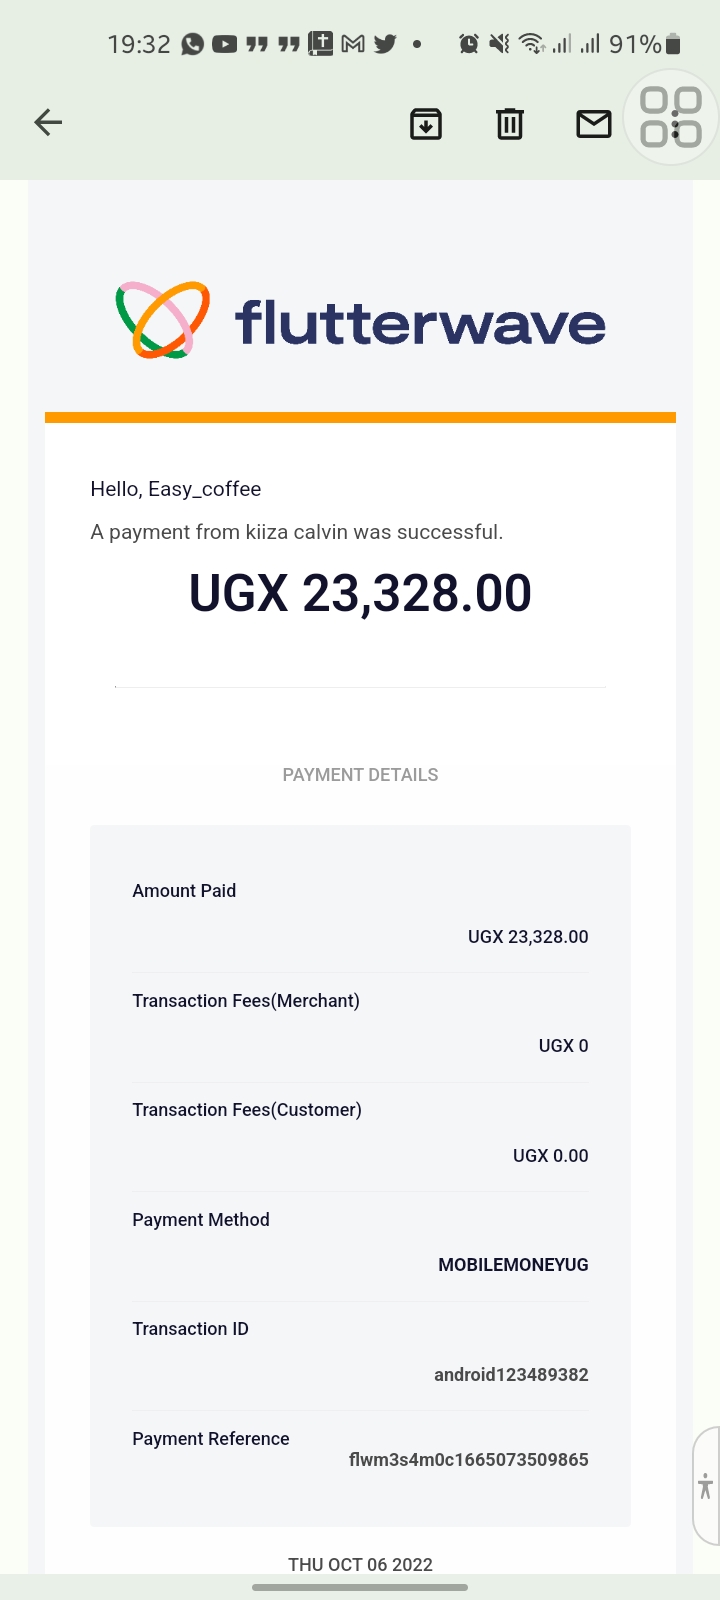 19:32
91%
flutterwave
Hello, Easy_coffee
A payment from kiiza calvin was successful.
UGX 23,328.00
PAYMENT DETAILS
Amount Paid
UGX 23,328.00
Transaction Fees(Merchant)
UGX 0
Transaction Fees(Customer)
UGX 0.00
Payment Method
MOBILEMONEYUG
Transaction ID
android123489382
Payment Reference
flwm3s4m0c1665073509865
THU OCT 06 2022